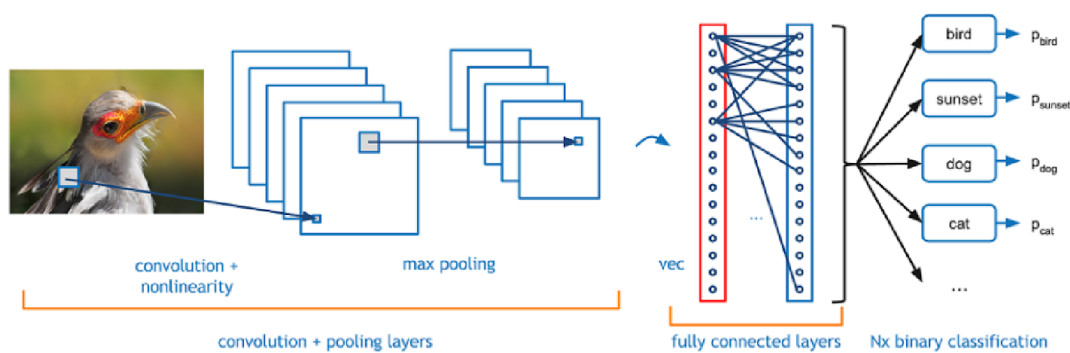 bird
p_bird
sunset
p_sunset
dog
p_dog
cat
p_cat
...
...
convolution +
nonlinearity
max pooling
vec
convolution + pooling layers
fully connected layers
Nx binary classification